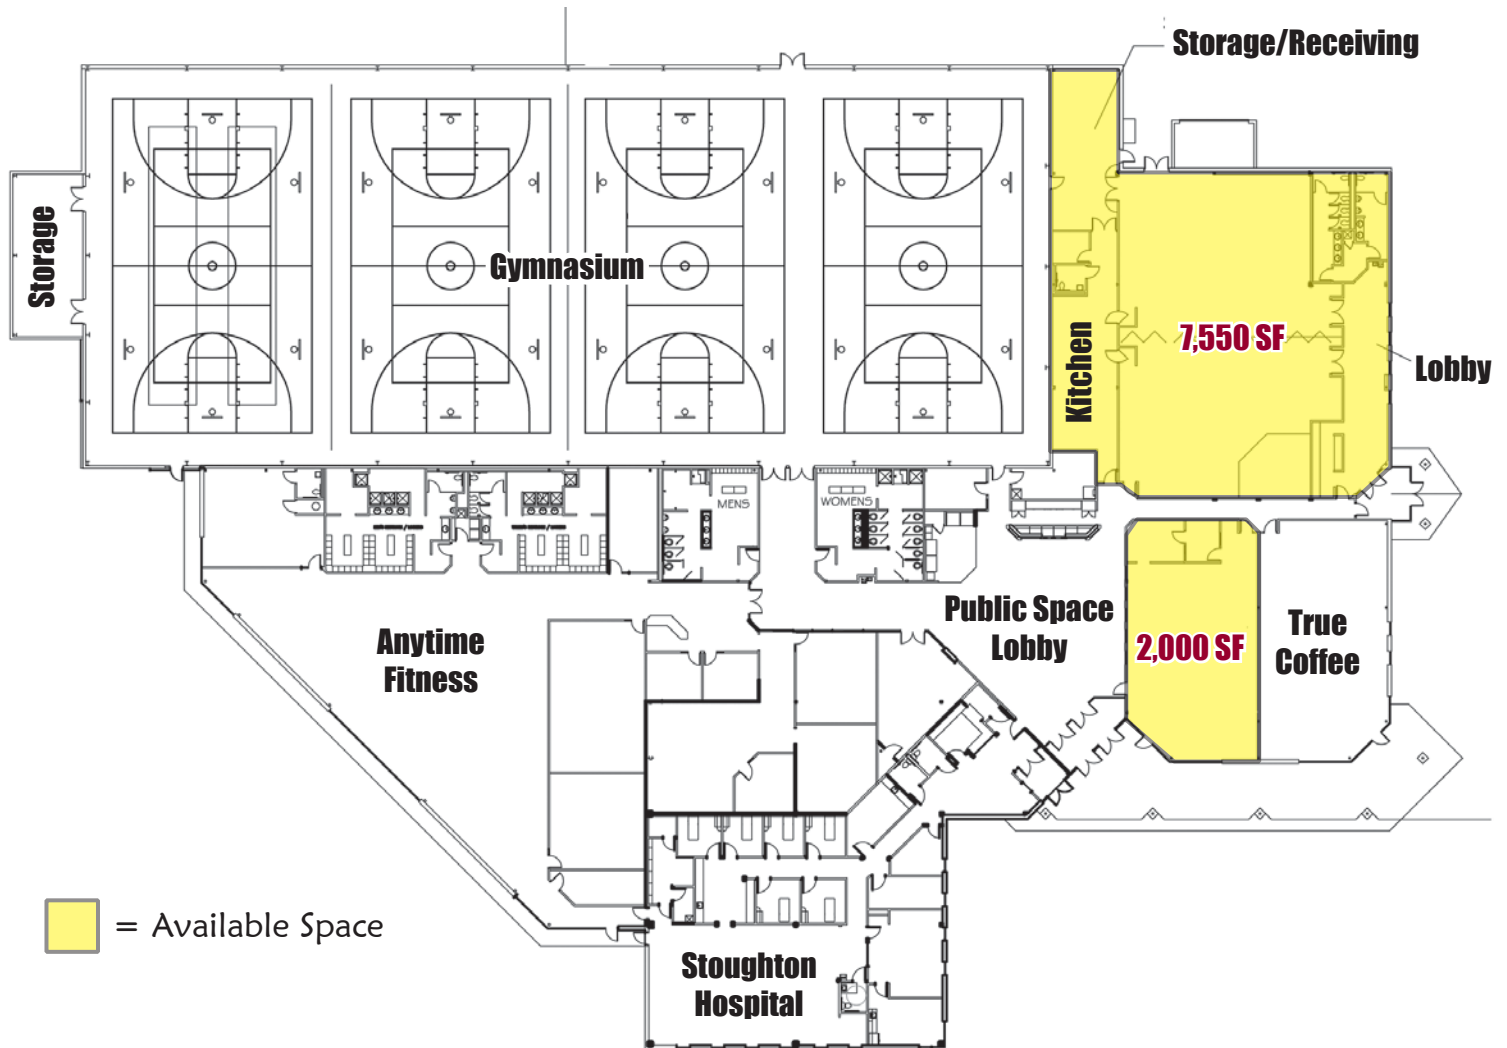 Storage/Receiving
Storage
Gymnasium
Kitchen
7,550 SF
Lobby
MENS
WOMENS
Public Space
Lobby
2,000 SF
True
Coffee
Anytime
Fitness
= Available Space
Stoughton
Hospital